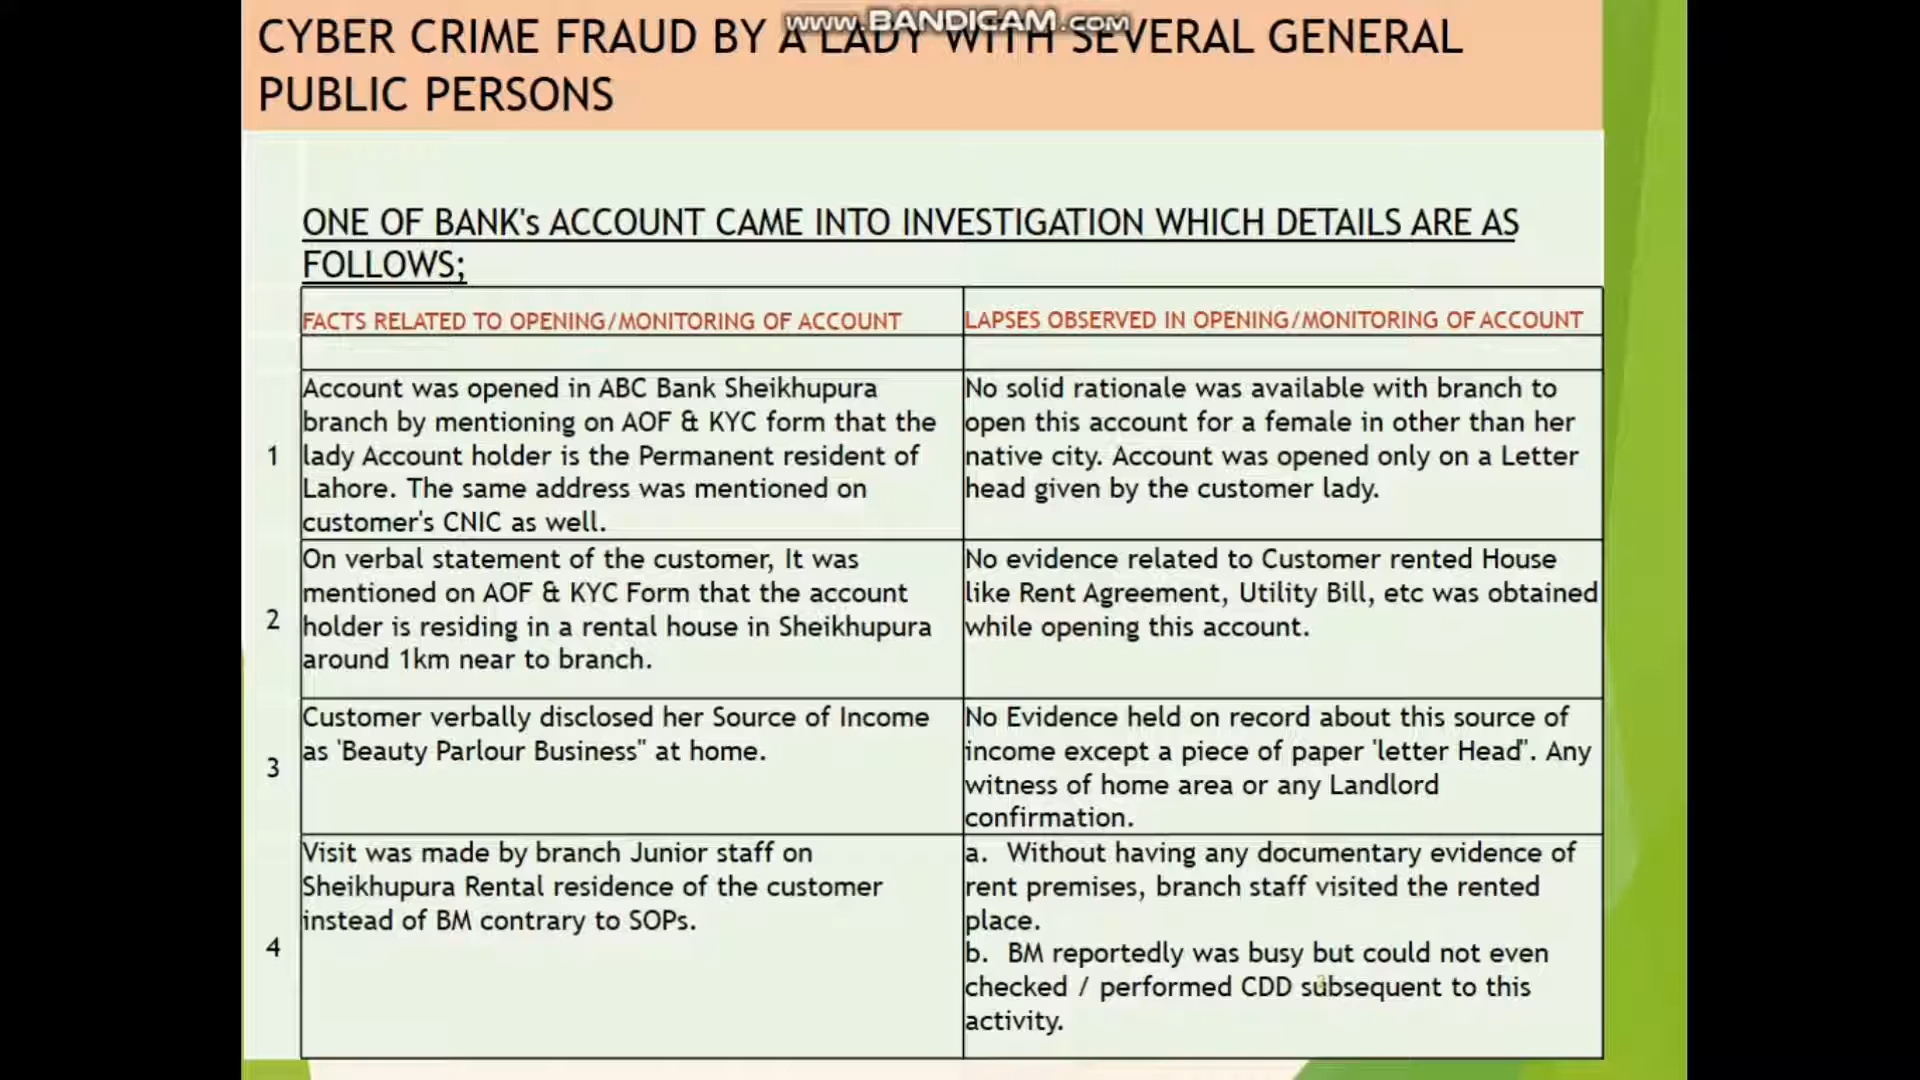 www.BANDICAM.com
CYBER CRIME FRAUD BY A LADY WITH SEVERAL GENERAL
PUBLIC PERSONS
ONE OF BANK's ACCOUNT CAME INTO INVESTIGATION WHICH DETAILS ARE AS
FOLLOWS;
FACTS RELATED TO OPENING/MONITORING OF ACCOUNT
LAPSES OBSERVED IN OPENING/MONITORING OF ACCOUNT
1
Account was opened in ABC Bank Sheikhupura
branch by mentioning on AOF & KYC form that the
lady Account holder is the Permanent resident of
Lahore. The same address was mentioned on
customer's CNIC as well.
No solid rationale was available with branch to
open this account for a female in other than her
native city. Account was opened only on a Letter
head given by the customer lady.
2
On verbal statement of the customer, It was
mentioned on AOF & KYC Form that the account
holder is residing in a rental house in Sheikhupura
around 1km near to branch.
No evidence related to Customer rented House
like Rent Agreement, Utility Bill, etc was obtained
while opening this account.
3
Customer verbally disclosed her Source of Income
as 'Beauty Parlour Business" at home.
No Evidence held on record about this source of
income except a piece of paper 'letter Head". Any
witness of home area or any Landlord
confirmation.
4
Visit was made by branch Junior staff on
Sheikhupura Rental residence of the customer
instead of BM contrary to SOPs.
a. Without having any documentary evidence of
rent premises, branch staff visited the rented
place.
b. BM reportedly was busy but could not even
checked / performed CDD subsequent to this
activity.